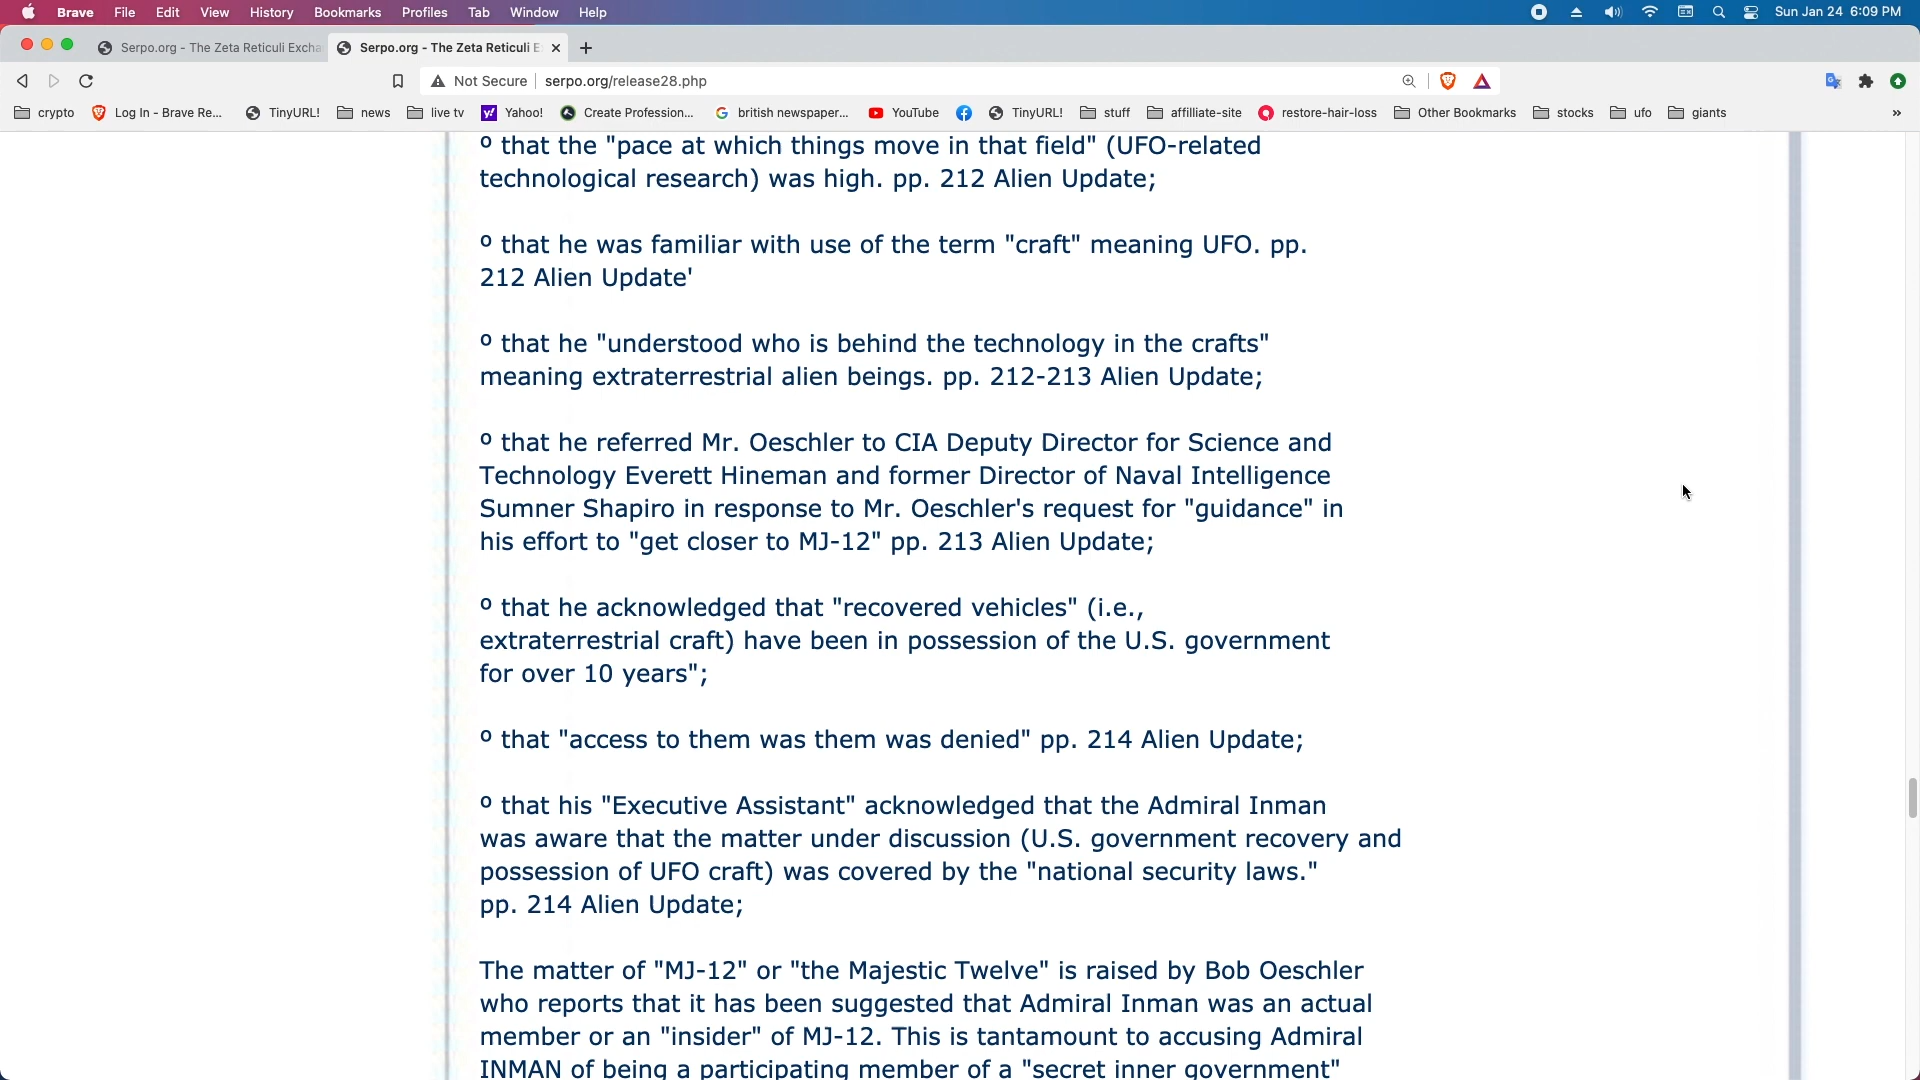 Brave File Edit View History Bookmarks Profiles Tab Window Help Sun Jan 24 6:09 PM
Serpo.org - The Zeta Reticuli Excha Serpo.org - The Zeta Reticuli E
Not Secure serpo.org/release28.php
crypto Log In - Brave Re... TinyURL! news live tv Yahoo! Create Profession... british newspaper... YouTube TinyURL! stuff affilliate-site restore-hair-loss Other Bookmarks stocks ufo giants »
º that the "pace at which things move in that field" (UFO-related
technological research) was high. pp. 212 Alien Update;
º that he was familiar with use of the term "craft" meaning UFO. pp.
212 Alien Update'
º that he "understood who is behind the technology in the crafts"
meaning extraterrestrial alien beings. pp. 212-213 Alien Update;
º that he referred Mr. Oeschler to CIA Deputy Director for Science and
Technology Everett Hineman and former Director of Naval Intelligence
Sumner Shapiro in response to Mr. Oeschler's request for "guidance" in
his effort to "get closer to MJ-12" pp. 213 Alien Update;
º that he acknowledged that "recovered vehicles" (i.e.,
extraterrestrial craft) have been in possession of the U.S. government
for over 10 years";
º that "access to them was them was denied" pp. 214 Alien Update;
º that his "Executive Assistant" acknowledged that the Admiral Inman
was aware that the matter under discussion (U.S. government recovery and
possession of UFO craft) was covered by the "national security laws."
pp. 214 Alien Update;
The matter of "MJ-12" or "the Majestic Twelve" is raised by Bob Oeschler
who reports that it has been suggested that Admiral Inman was an actual
member or an "insider" of MJ-12. This is tantamount to accusing Admiral
INMAN of being a participating member of a "secret inner government"